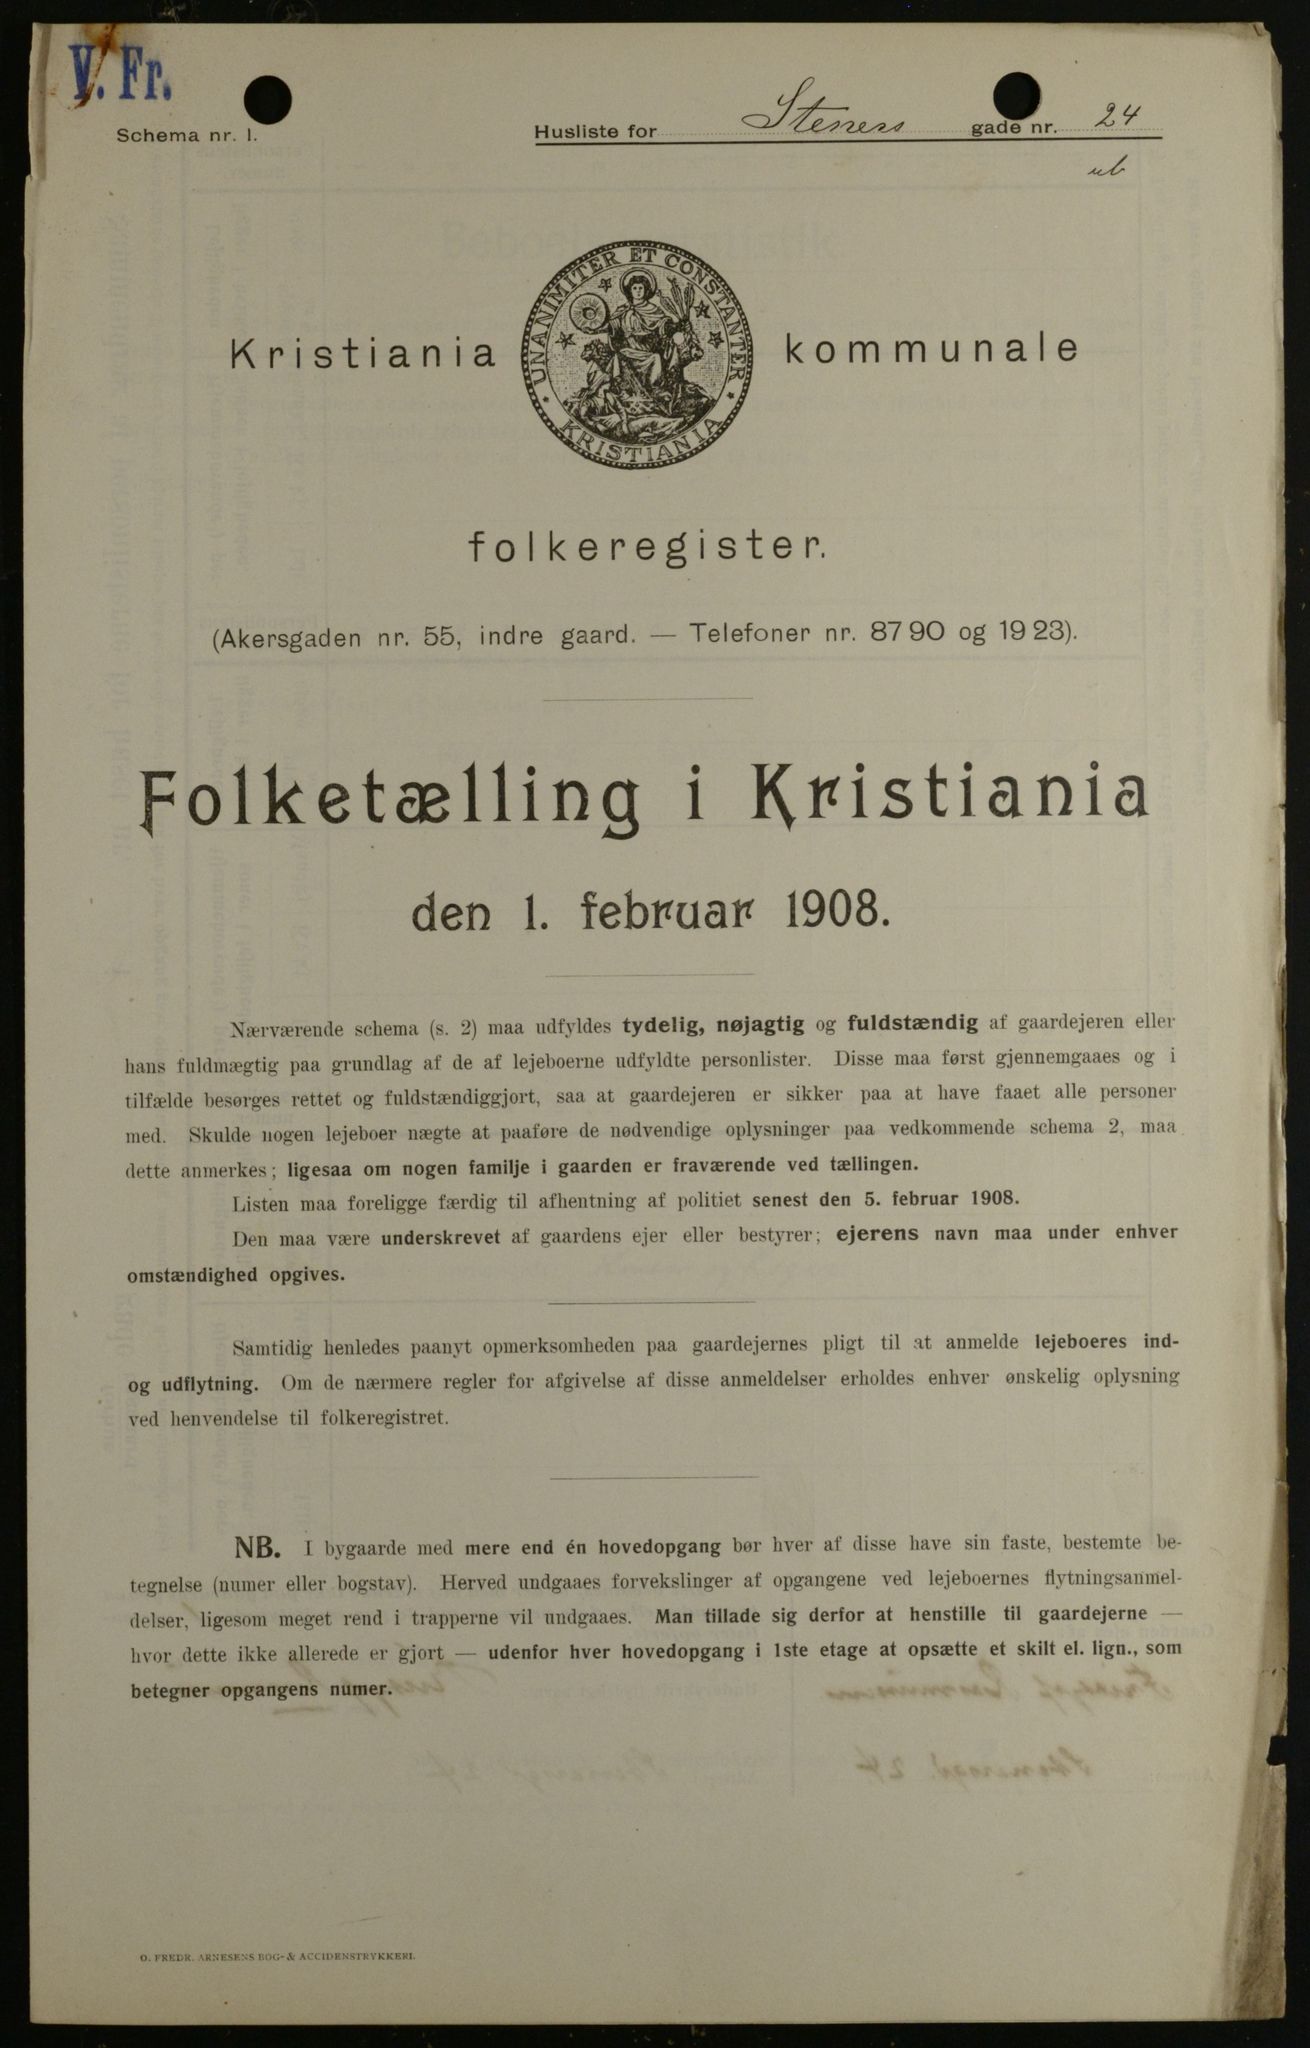 V. Fr.
Schema nr. 1.
Husliste for Steners gade nr. 24
ub
UNANIMITER ET CONSTANTER
KRISTIANIA
Kristiania kommunale
folkeregister.
(Akersgaden nr. 55, indre gaard. — Telefoner nr. 87 90 og 19 23).
Folketælling i Kristiania
den 1. februar 1908.
Nærværende schema (s. 2) maa udfyldes tydelig, nøjagtig og fuldstændig af gaardejeren eller
hans fuldmægtig paa grundlag af de af lejeboerne udfyldte personlister. Disse maa først gjennemgaaes og i
tilfælde besørges rettet og fuldstændiggjort, saa at gaardejeren er sikker paa at have faaet alle personer
med. Skulde nogen lejeboer nægte at paaføre de nødvendige oplysninger paa vedkommende schema 2, maa
dette anmerkes; ligesaa om nogen familje i gaarden er fraværende ved tællingen.
Listen maa foreligge færdig til afhentning af politiet senest den 5. februar 1908.
Den maa være underskrevet af gaardens ejer eller bestyrer; ejerens navn maa under enhver
omstændighed opgives.
Samtidig henledes paanyt opmerksomheden paa gaardejernes pligt til at anmelde lejeboeres ind-
og udflytning. Om de nærmere regler for afgivelse af disse anmeldelser erholdes enhver ønskelig oplysning
ved henvendelse til folkeregistret.
NB. I bygaarde med mere end én hovedopgang bør hver af disse have sin faste, bestemte be-
tegnelse (numer eller bogstav). Herved undgaaes forvekslinger af opgangene ved lejeboernes flytningsanmel-
delser, ligesom meget rend i trapperne vil undgaaes. Man tillade sig derfor at henstille til gaardejerne —
hvor dette ikke allerede er gjort — udenfor hver hovedopgang i 1ste etage at opsætte et skilt el. lign., som
betegner opgangens numer.
O. FREDR. ARNESENS BOG- & ACCIDENSTRYKKERI.